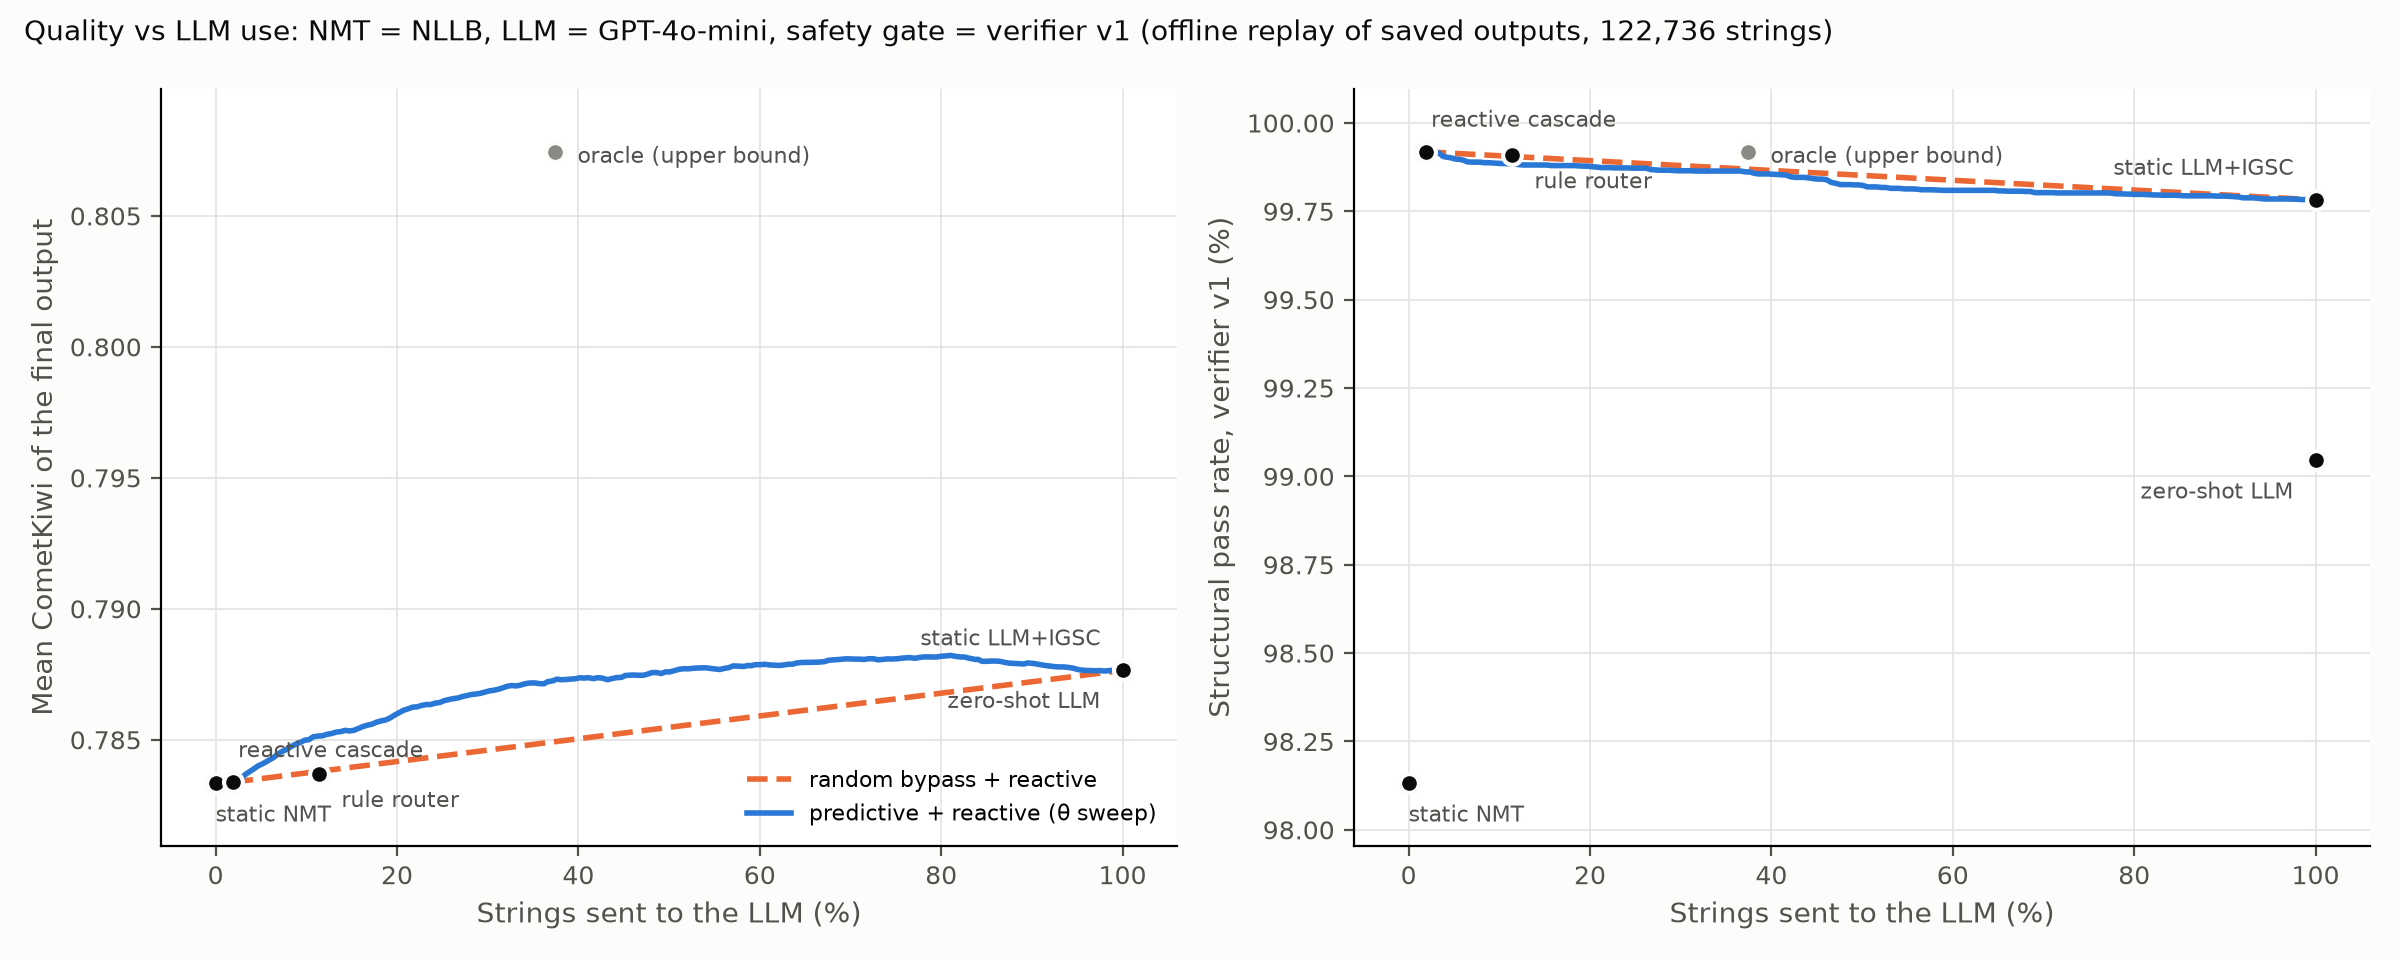 Quality vs LLM use: NMT = NLLB, LLM = GPT-4o-mini, safety gate = verifier v1 (offline replay of saved outputs, 122,736 strings)
Mean CometKiwi of the final output
0.805
0.800
0.795
0.790
0.785
oracle (upper bound)
static LLM+IGSC
zero-shot LLM
reactive cascade
rule router
static NMT
random bypass + reactive
predictive + reactive (θ sweep)
0 20 40 60 80 100
Strings sent to the LLM (%)
Structural pass rate, verifier v1 (%)
100.00
99.75
99.50
99.25
99.00
98.75
98.50
98.25
98.00
reactive cascade
oracle (upper bound)
static LLM+IGSC
rule router
zero-shot LLM
static NMT
0 20 40 60 80 100
Strings sent to the LLM (%)